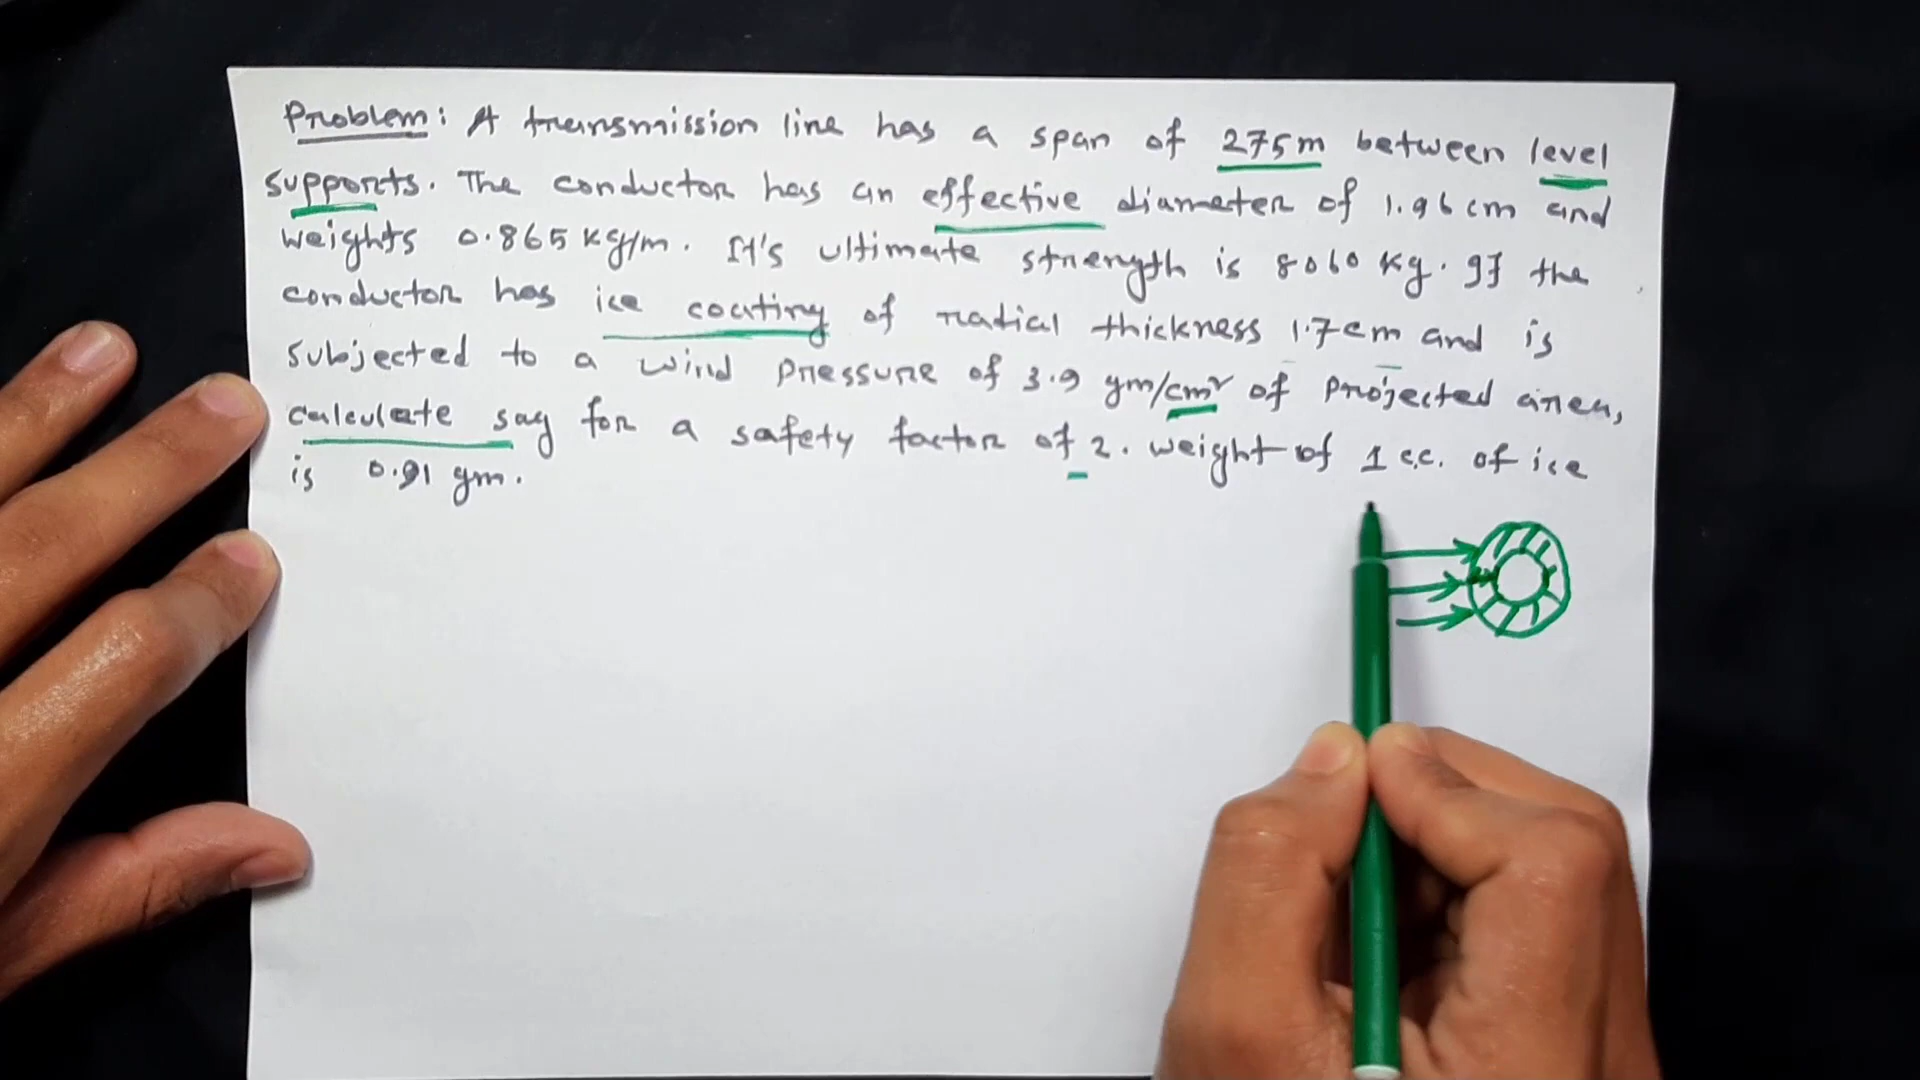 Problem: A transmission line has a span of 275m between level
supports. The conductor has an effective diameter of 1.96cm and
weights 0.865 kg/m. It's ultimate strength is 8060 kg. If the
conductor has ice coating of radial thickness 1.7cm and is
subjected to a wind pressure of 3.9 gm/cm² of projected area,
calculate sag for a safety factor of 2. weight of 1 c.c. of ice
is 0.91 gm.